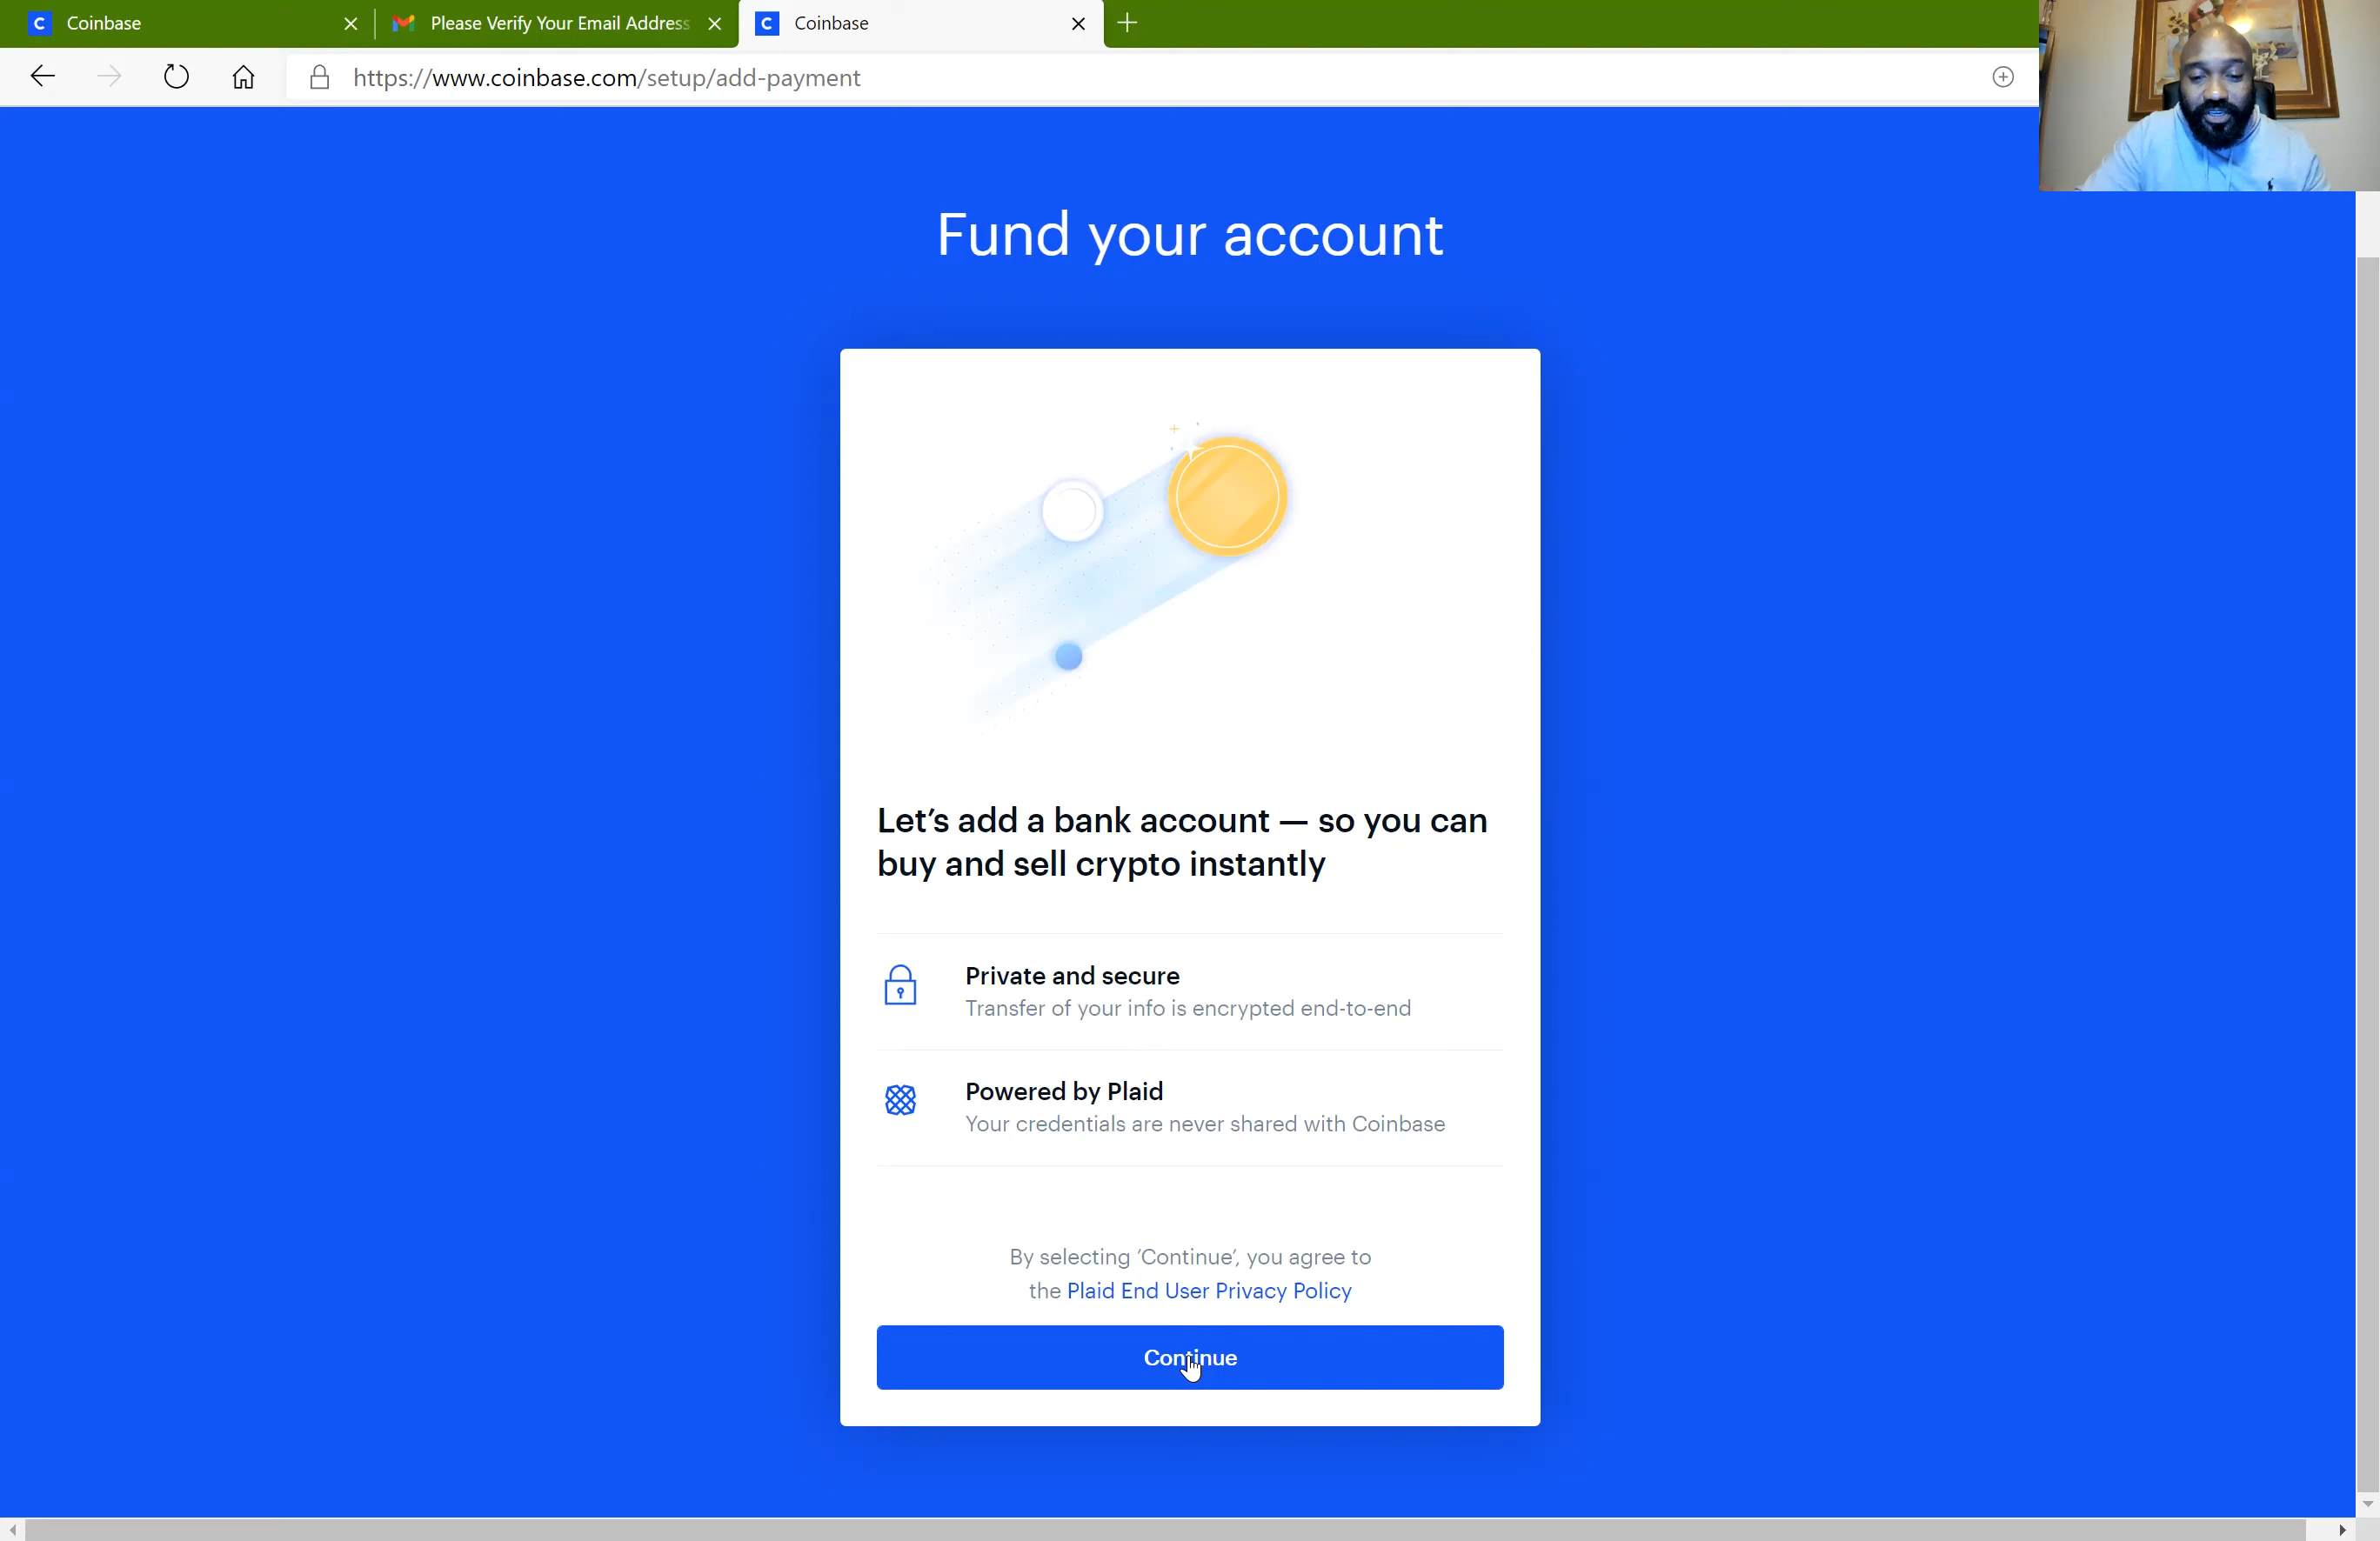 Coinbase
Please Verify Your Email Address
Coinbase
https://www.coinbase.com/setup/add-payment
Fund your account
Let's add a bank account — so you can
buy and sell crypto instantly
Private and secure
Transfer of your info is encrypted end-to-end
Powered by Plaid
Your credentials are never shared with Coinbase
By selecting 'Continue', you agree to
the Plaid End User Privacy Policy
Continue